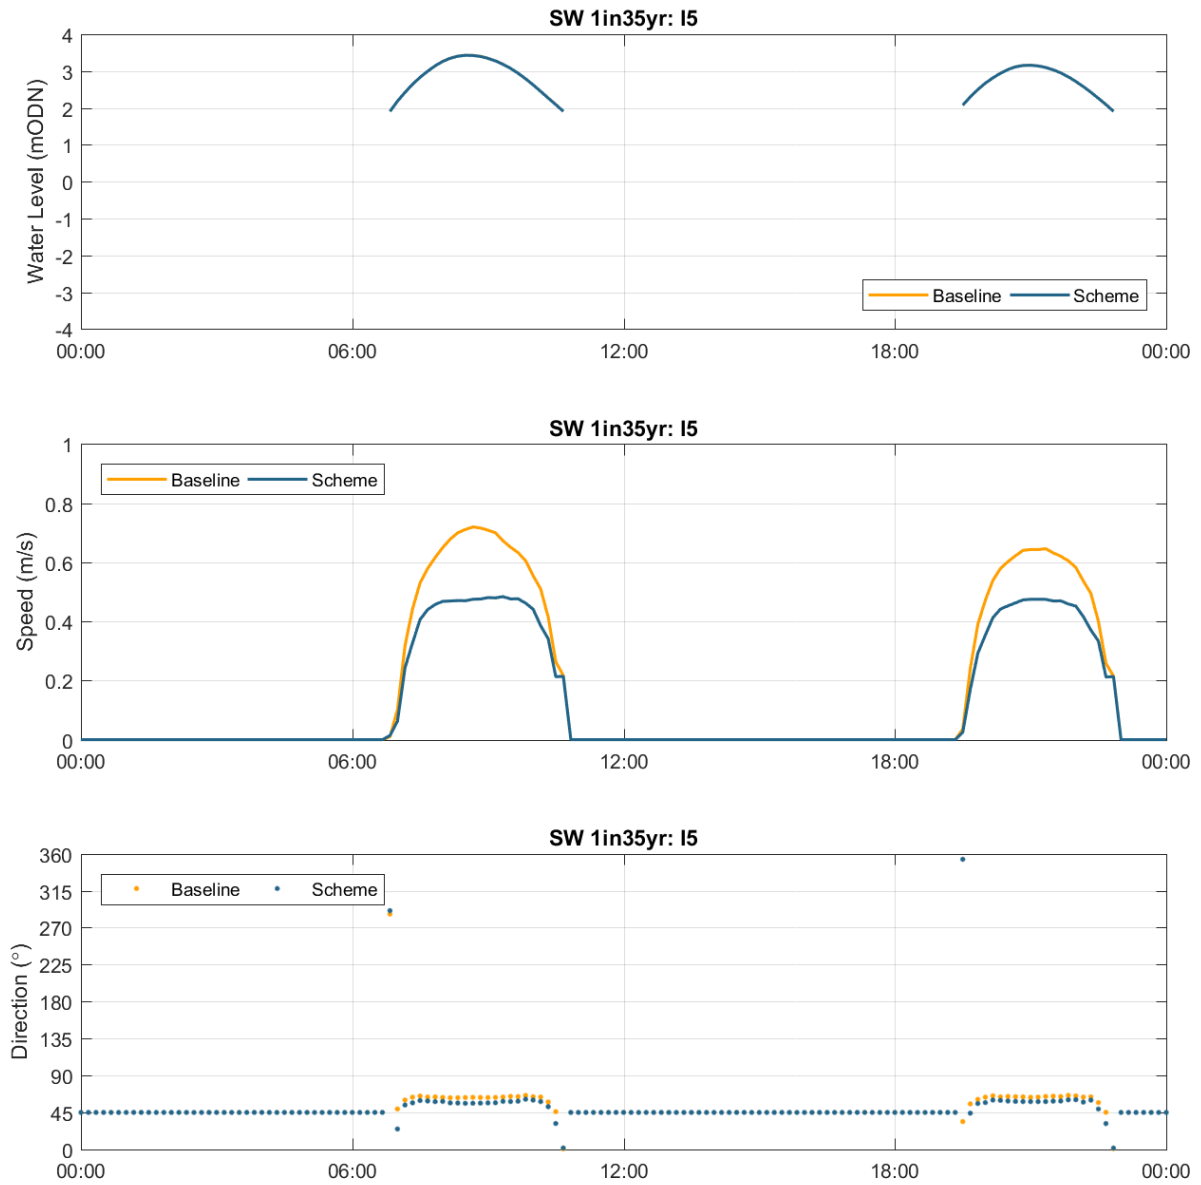 SW 1in35yr: I5
Water Level (mODN)
4
3
2
1
0
-1
-2
-3
-4
Baseline Scheme
00:00 06:00 12:00 18:00 00:00
SW 1in35yr: I5
Speed (m/s)
1
0.8
0.6
0.4
0.2
0
Baseline Scheme
00:00 06:00 12:00 18:00 00:00
SW 1in35yr: I5
Direction (°)
360
315
270
225
180
135
90
45
0
Baseline Scheme
00:00 06:00 12:00 18:00 00:00